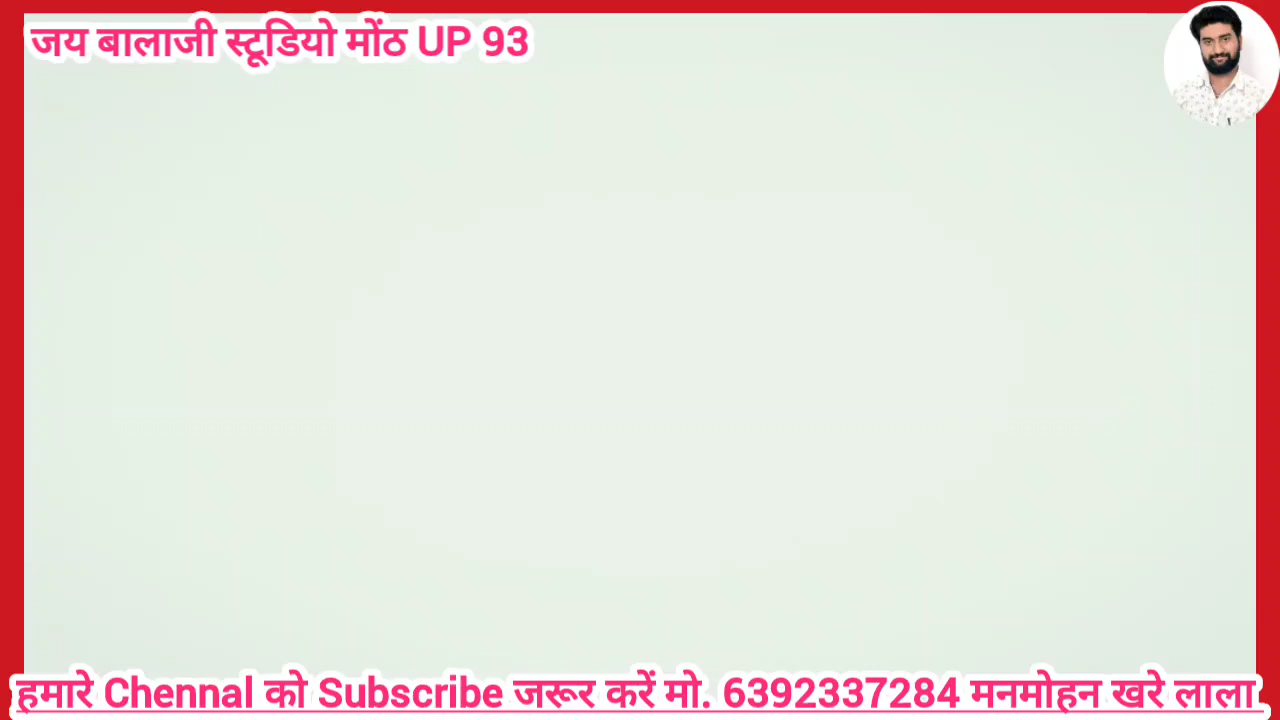 जय बालाजी स्टूडियो मोंठ UP 93
हमारे Chennal को Subscribe जरूर करें मो. 6392337284 मनमोहन खरे लाला